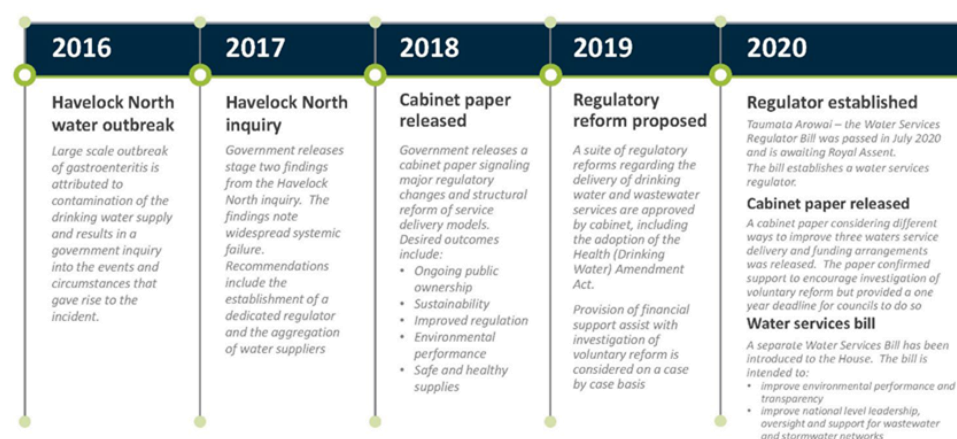 2016
Havelock North
water outbreak
Large scale outbreak
of gastroenteritis is
attributed to
contamination of the
drinking water supply
and results in a
government inquiry
into the events and
circumstances that
gave rise to the
incident.
2017
Havelock North
inquiry
Government releases
stage two findings
from the Havelock
North inquiry. The
findings note
widespread systemic
failure.
Recommendations
include the
establishment of a
dedicated regulator
and the aggregation
of water suppliers
2018
Cabinet paper
released
Government releases a
cabinet paper signaling
major regulatory
changes and structural
reform of service
delivery models.
Desired outcomes
include:
• Ongoing public
ownership
• Sustainability
• Improved regulation
• Environmental
performance
• Safe and healthy
supplies
2019
Regulatory
reform proposed
A suite of regulatory
reforms regarding the
delivery of drinking
water and wastewater
services are approved
by cabinet, including
the adoption of the
Health (Drinking
Water) Amendment
Act.
Provision of financial
support assist with
investigation of
voluntary reform is
considered on a case
by case basis
2020
Regulator established
Taumata Arowai – the Water Services
Regulator Bill was passed in July 2020
and is awaiting Royal Assent.
The bill establishes a water services
regulator.
Cabinet paper released
A cabinet paper considering different
ways to improve three waters service
delivery and funding arrangements
was released. The paper confirmed
support to encourage investigation of
voluntary reform but provided a one
year deadline for councils to do so
Water services bill
A separate Water Services Bill has been
introduced to the House. The bill is
intended to:
• improve environmental performance and
transparency
• improve national level leadership,
oversight and support for wastewater
and stormwater networks